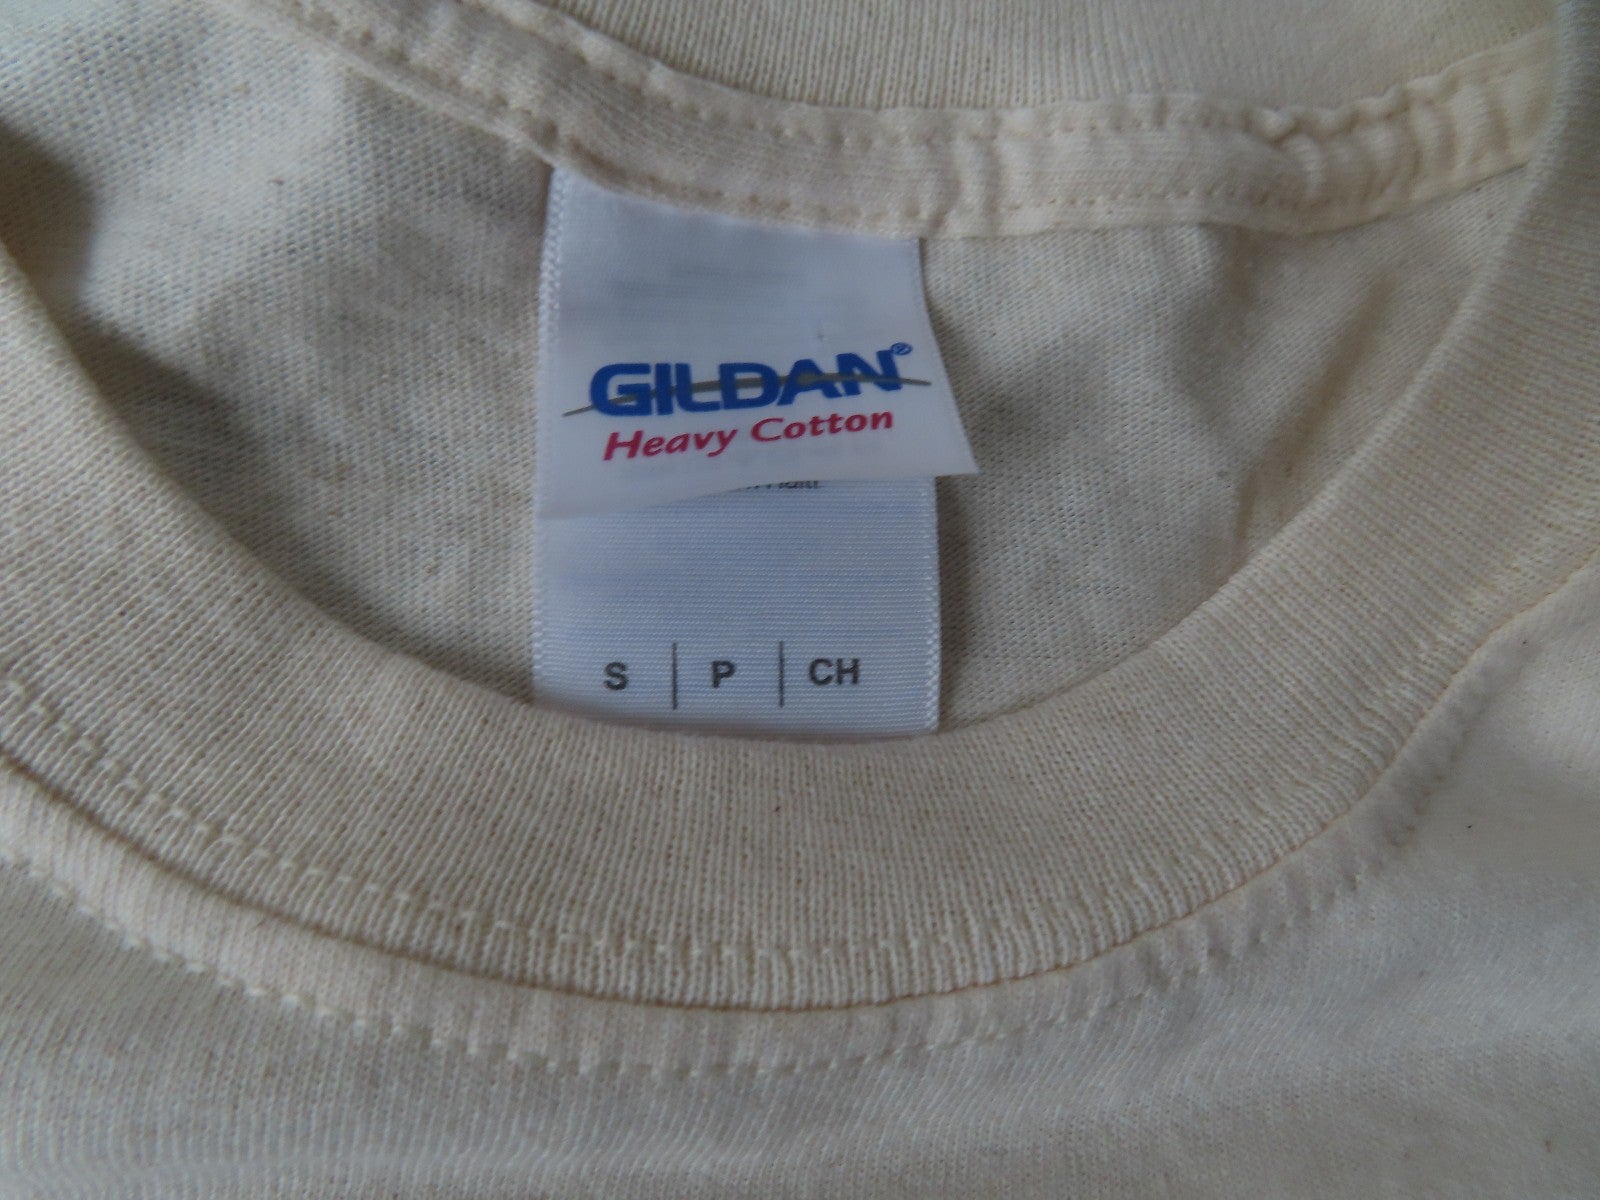 GILDAN®
Heavy Cotton
S | P | CH